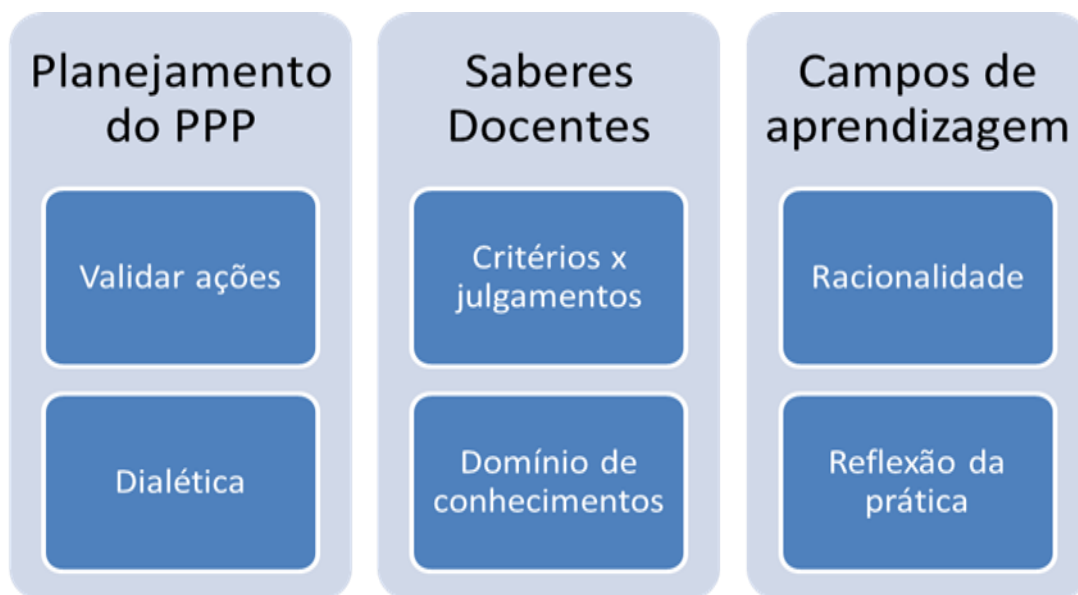 Planejamento
do PPP
Validar ações
Dialética
Saberes
Docentes
Critérios x
julgamentos
Domínio de
conhecimentos
Campos de
aprendizagem
Racionalidade
Reflexão da
prática